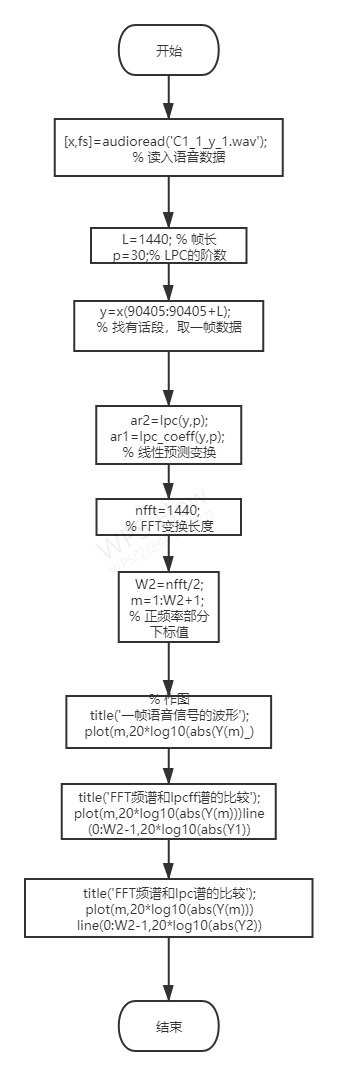 开始
[x,fs]=audioread('C1_1_y_1.wav');
% 读入语音数据
L=1440; % 帧长
p=30;% LPC的阶数
y=x(90405:90405+L);
% 找有话段，取一帧数据
ar2=lpc(y,p);
ar1=lpc_coeff(y,p);
% 线性预测变换
nfft=1440;
% FFT变换长度
W2=nfft/2;
m=1:W2+1;
% 正频率部分
下标值
% 作图
title('一帧语音信号的波形');
plot(m,20*log10(abs(Y(m)_)
title('FFT频谱和lpcff谱的比较');
plot(m,20*log10(abs(Y(m)))line
(0:W2-1,20*log10(abs(Y1))
title('FFT频谱和lpc谱的比较');
plot(m,20*log10(abs(Y(m)))
line(0:W2-1,20*log10(abs(Y2))
结束